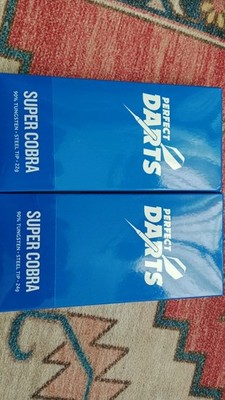 PERFECT
DARTS
SUPER COBRA
90% TUNGSTEN - STEEL TIP - 22g
PERFECT
DARTS
SUPER COBRA
90% TUNGSTEN - STEEL TIP - 24g